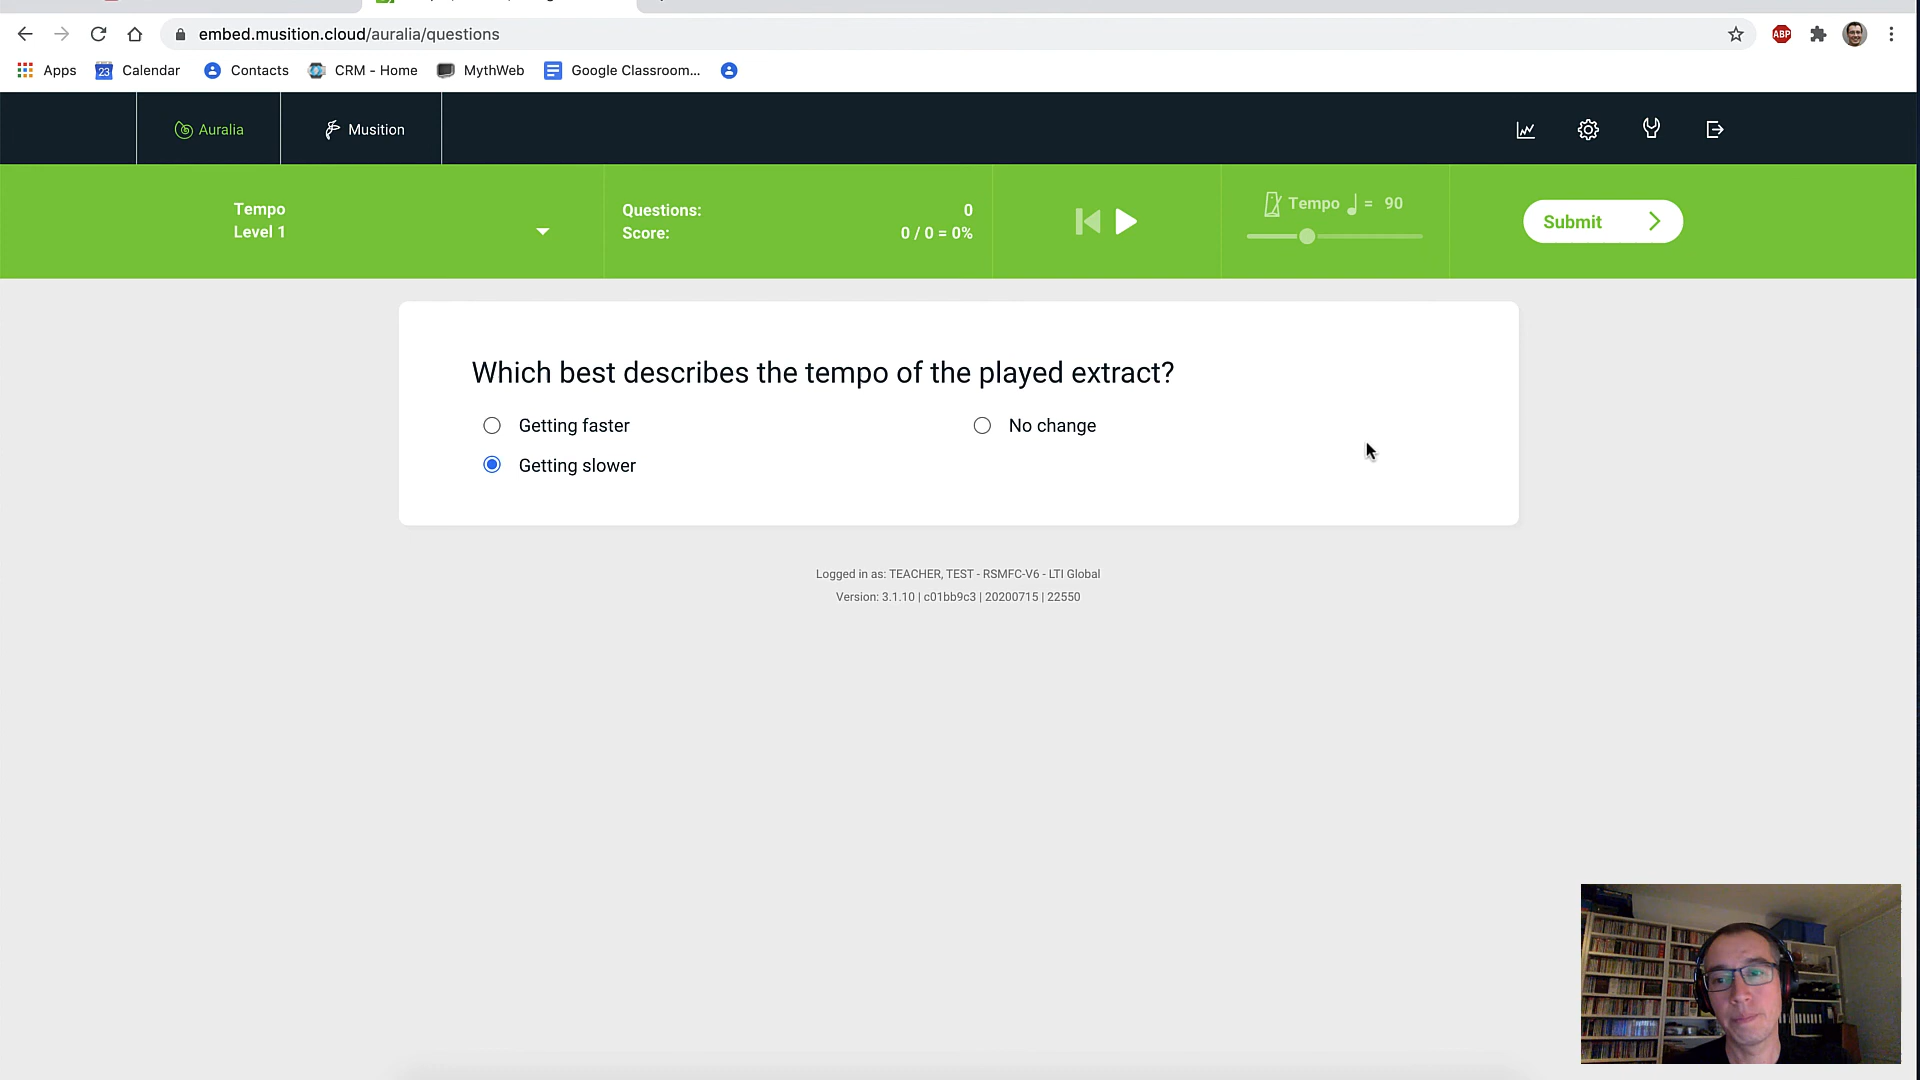 embed.musition.cloud/auralia/questions
ABP
Apps
23
Calendar
Contacts
CRM - Home
MythWeb
Google Classroom...
Auralia
Musition
Tempo
Level 1
Questions: 0
Score: 0 / 0 = 0%
Tempo ♩ = 90
Submit
Which best describes the tempo of the played extract?
Getting faster
No change
Getting slower
Logged in as: TEACHER, TEST - RSMFC-V6 - LTI Global
Version: 3.1.10 | c01bb9c3 | 20200715 | 22550